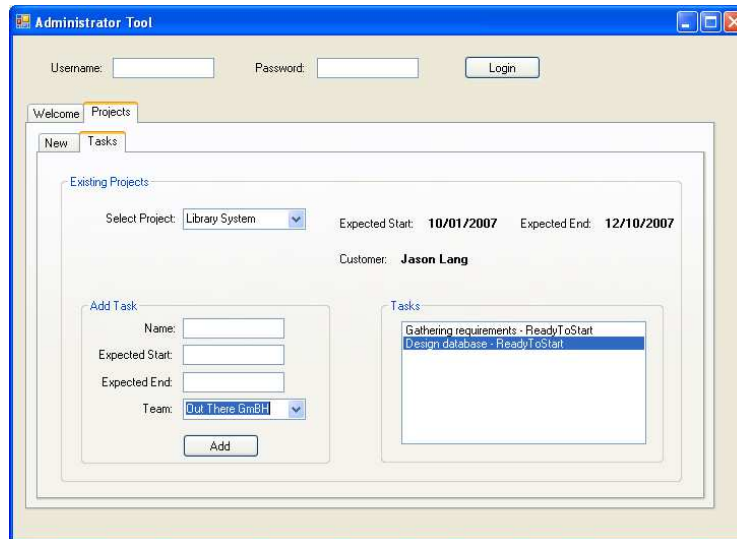 Administrator Tool
Username: Password: Login
Welcome Projects
New Tasks
Existing Projects
Select Project: Library System Expected Start: 10/01/2007 Expected End: 12/10/2007
Customer: Jason Lang
Add Task
Name:
Expected Start:
Expected End:
Team: Out There GmBH
Add
Tasks
Gathering requirements - ReadyToStart
Design database - ReadyToStart